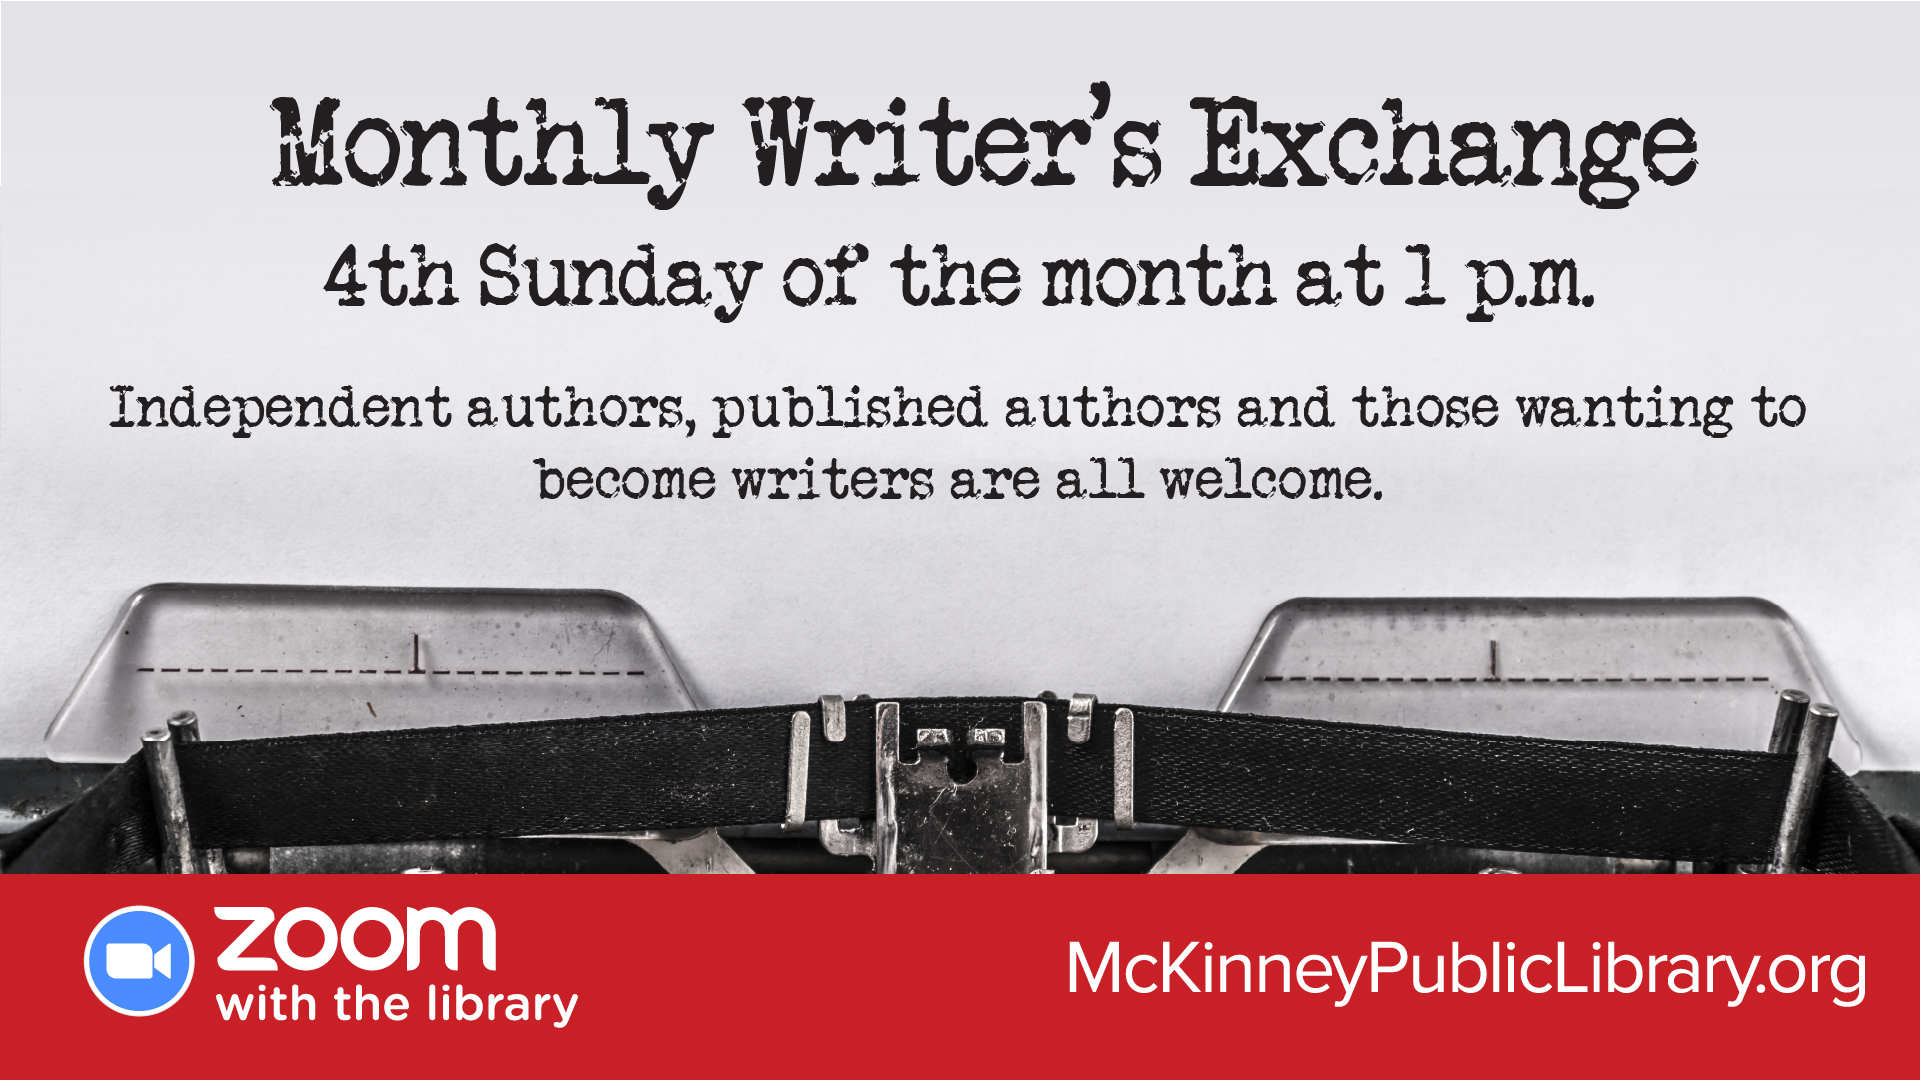 Monthly Writer’s Exchange
4th Sunday of the month at 1 p.m.
Independent authors, published authors and those wanting to
become writers are all welcome.
zoom
with the library
McKinneyPublicLibrary.org